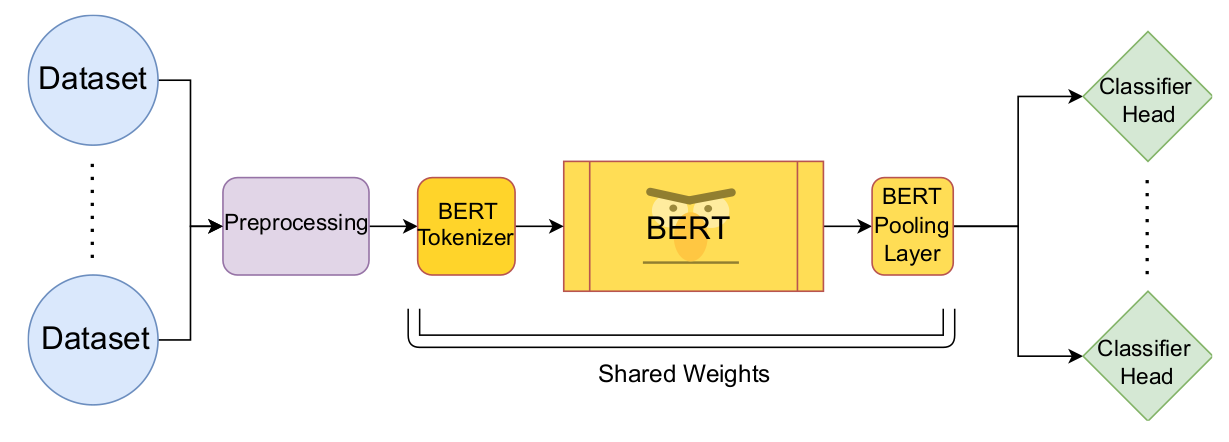 Dataset
Dataset
Preprocessing
BERT
Tokenizer
BERT
BERT
Pooling
Layer
Shared Weights
Classifier
Head
Classifier
Head